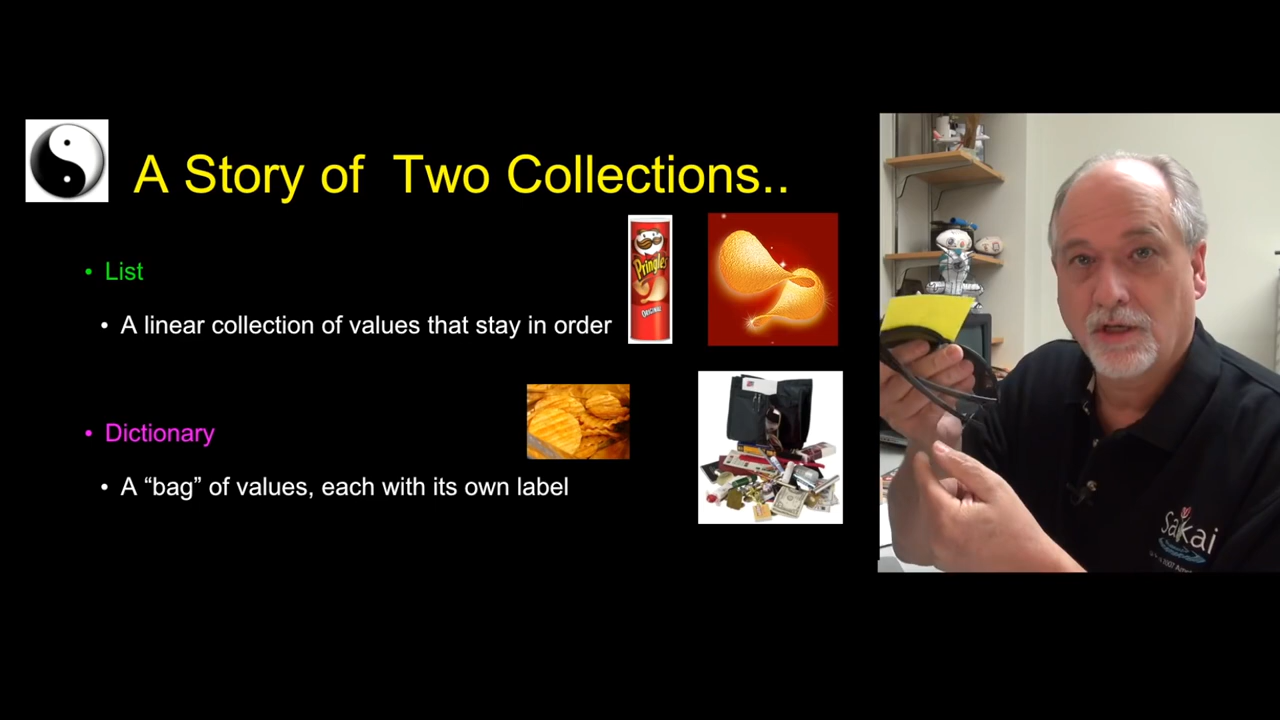 A Story of Two Collections..
• List
• A linear collection of values that stay in order
Pringles
ORIGINAL
• Dictionary
• A “bag” of values, each with its own label
Sakai